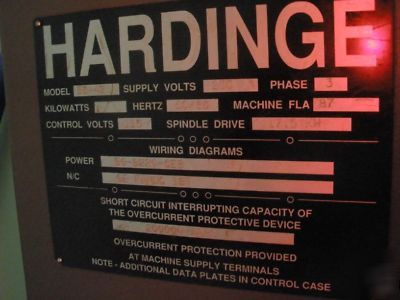 HARDINGE
MODEL SUPPLY VOLTS PHASE 3
KILOWATTS HERTZ MACHINE FLA 87
CONTROL VOLTS SPINDLE DRIVE
WIRING DIAGRAMS
POWER
N/C
SHORT CIRCUIT INTERRUPTING CAPACITY OF
THE OVERCURRENT PROTECTIVE DEVICE
OVERCURRENT PROTECTION PROVIDED
AT MACHINE SUPPLY TERMINALS
NOTE - ADDITIONAL DATA PLATES IN CONTROL CASE